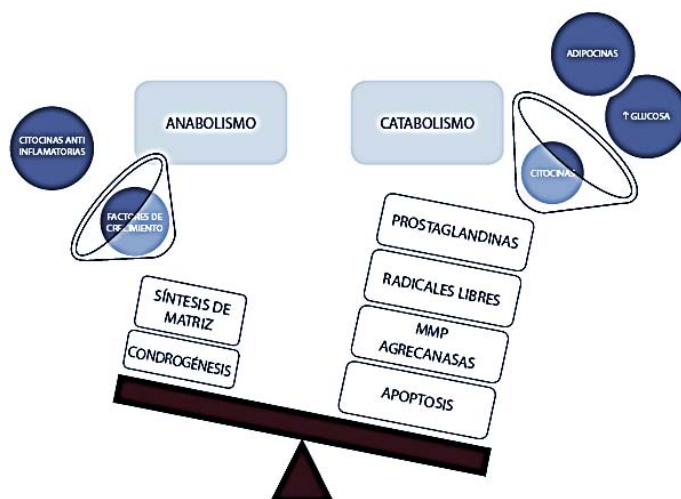 ADIPOCINAS
ANABOLISMO
CATABOLISMO
↑ GLUCOSA
CITOCINAS ANTI
INFLAMATORIAS
CITOCINAS
FACTORES DE
CRECIMIENTO
PROSTAGLANDINAS
RADICALES LIBRES
SÍNTESIS DE
MATRIZ
MMP
AGRECANASAS
CONDROGÉNESIS
APOPTOSIS